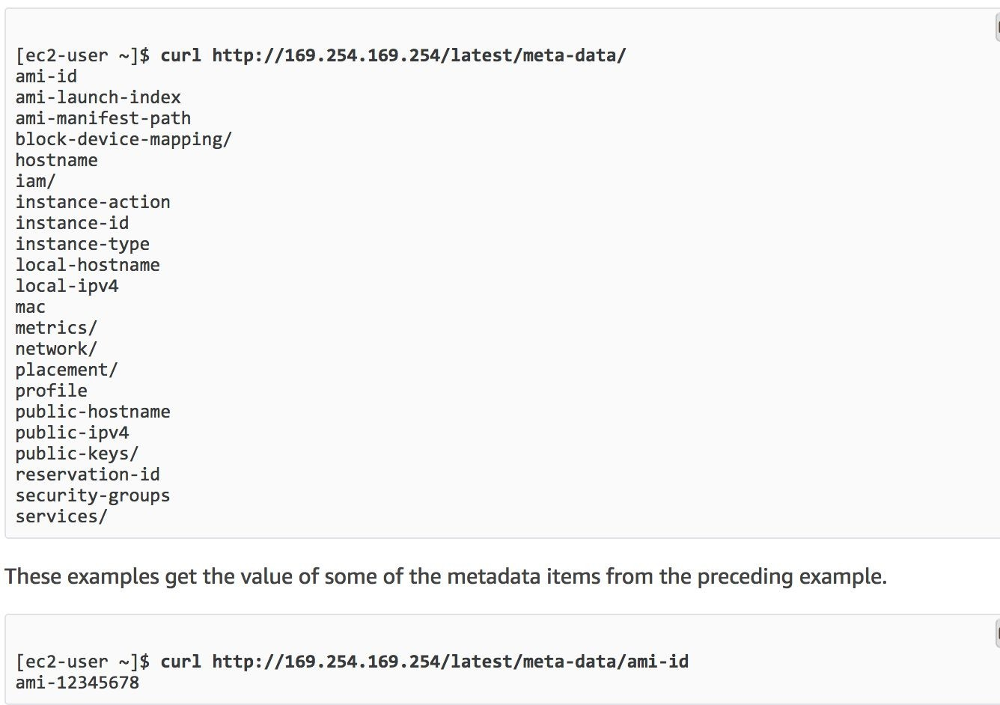 [ec2-user ~]$ curl http://169.254.169.254/latest/meta-data/
ami-id
ami-launch-index
ami-manifest-path
block-device-mapping/
hostname
iam/
instance-action
instance-id
instance-type
local-hostname
local-ipv4
mac
metrics/
network/
placement/
profile
public-hostname
public-ipv4
public-keys/
reservation-id
security-groups
services/
These examples get the value of some of the metadata items from the preceding example.
[ec2-user ~]$ curl http://169.254.169.254/latest/meta-data/ami-id
ami-12345678